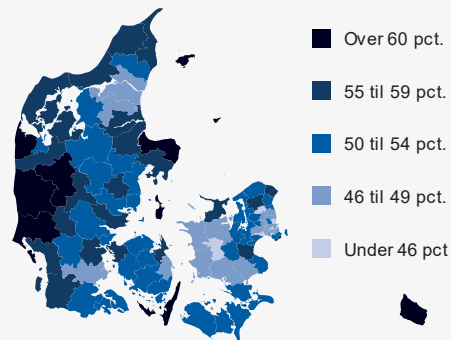 Over 60 pct.
55 til 59 pct.
50 til 54 pct.
46 til 49 pct.
Under 46 pct